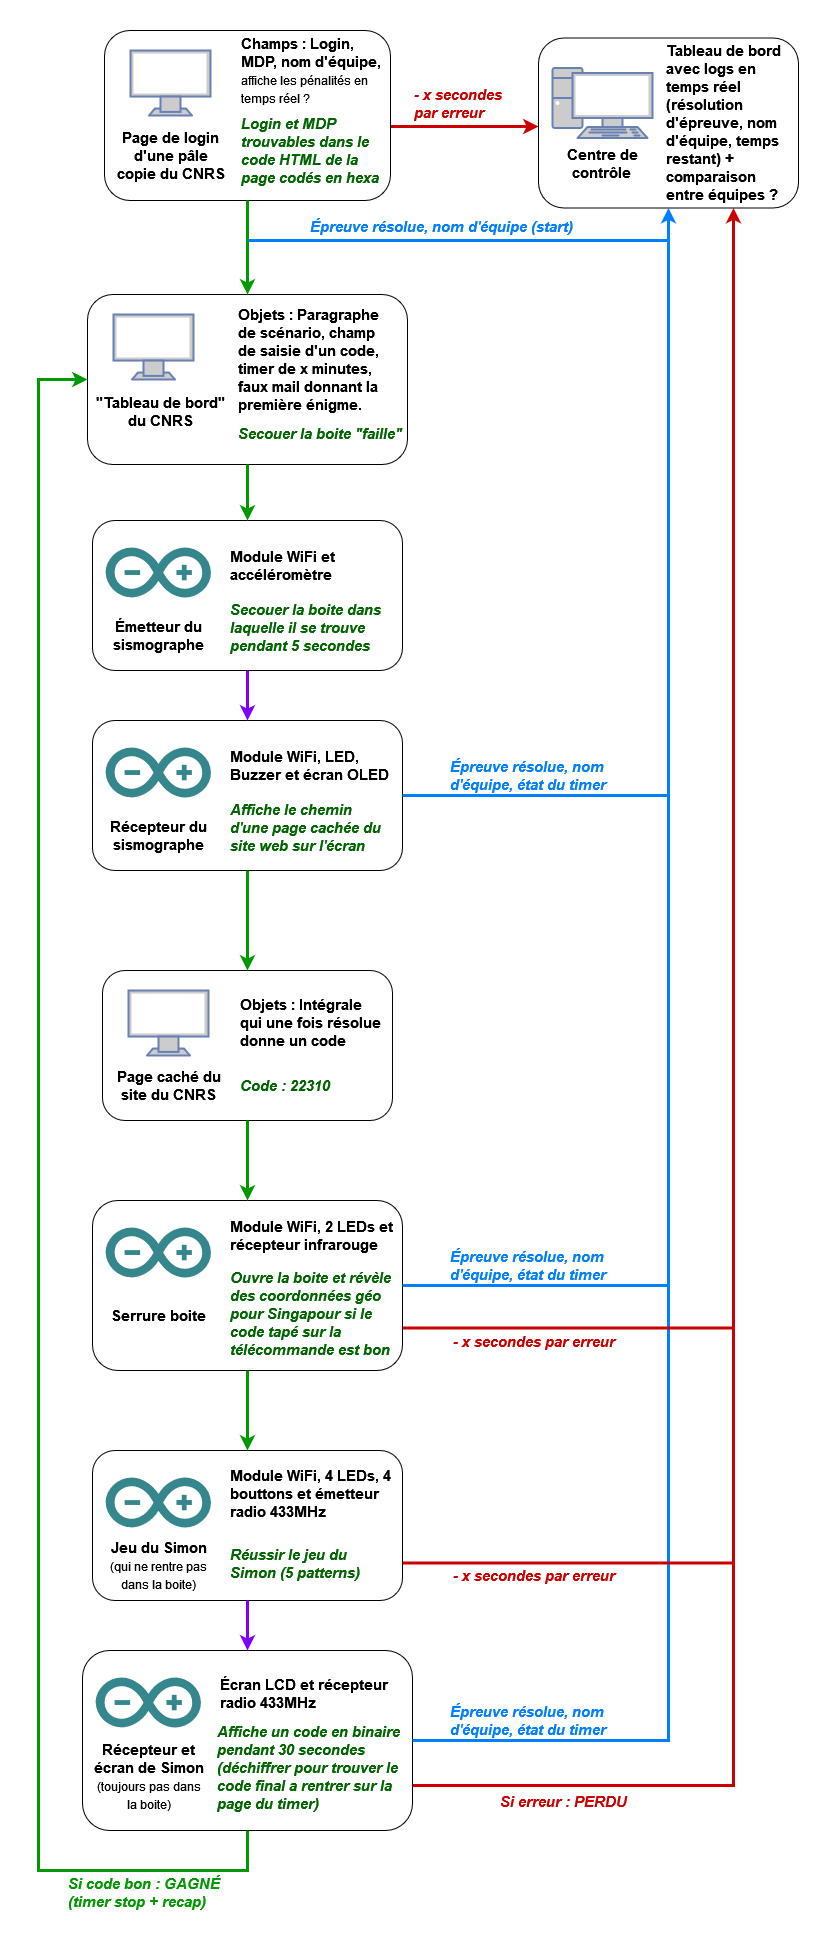 Champs : Login,
MDP, nom d'équipe,
affiche les pénalités en
temps réel ?
Login et MDP
trouvables dans le
code HTML de la
page codés en hexa
Page de login
d'une pâle
copie du CNRS
- x secondes
par erreur
Tableau de bord
avec logs en
temps réel
(résolution
d'épreuve, nom
d'équipe, temps
restant) +
comparaison
entre équipes ?
Centre de
contrôle
Épreuve résolue, nom d'équipe (start)
Objets : Paragraphe
de scénario, champ
de saisie d'un code,
timer de x minutes,
faux mail donnant la
première énigme.
Secouer la boite "faille"
"Tableau de bord"
du CNRS
Module WiFi et
accéléromètre
Secouer la boite dans
laquelle il se trouve
pendant 5 secondes
Émetteur du
sismographe
Module WiFi, LED,
Buzzer et écran OLED
Affiche le chemin
d'une page cachée du
site web sur l'écran
Récepteur du
sismographe
Épreuve résolue, nom
d'équipe, état du timer
Objets : Intégrale
qui une fois résolue
donne un code
Code : 22310
Page caché du
site du CNRS
Module WiFi, 2 LEDs et
récepteur infrarouge
Ouvre la boite et révèle
des coordonnées géo
pour Singapour si le
code tapé sur la
télécommande est bon
Serrure boite
Épreuve résolue, nom
d'équipe, état du timer
- x secondes par erreur
Module WiFi, 4 LEDs, 4
bouttons et émetteur
radio 433MHz
Réussir le jeu du
Simon (5 patterns)
Jeu du Simon
(qui ne rentre pas
dans la boite)
- x secondes par erreur
Écran LCD et récepteur
radio 433MHz
Affiche un code en binaire
pendant 30 secondes
(déchiffrer pour trouver le
code final a rentrer sur la
page du timer)
Récepteur et
écran de Simon
(toujours pas dans
la boite)
Épreuve résolue, nom
d'équipe, état du timer
Si erreur : PERDU
Si code bon : GAGNÉ
(timer stop + recap)